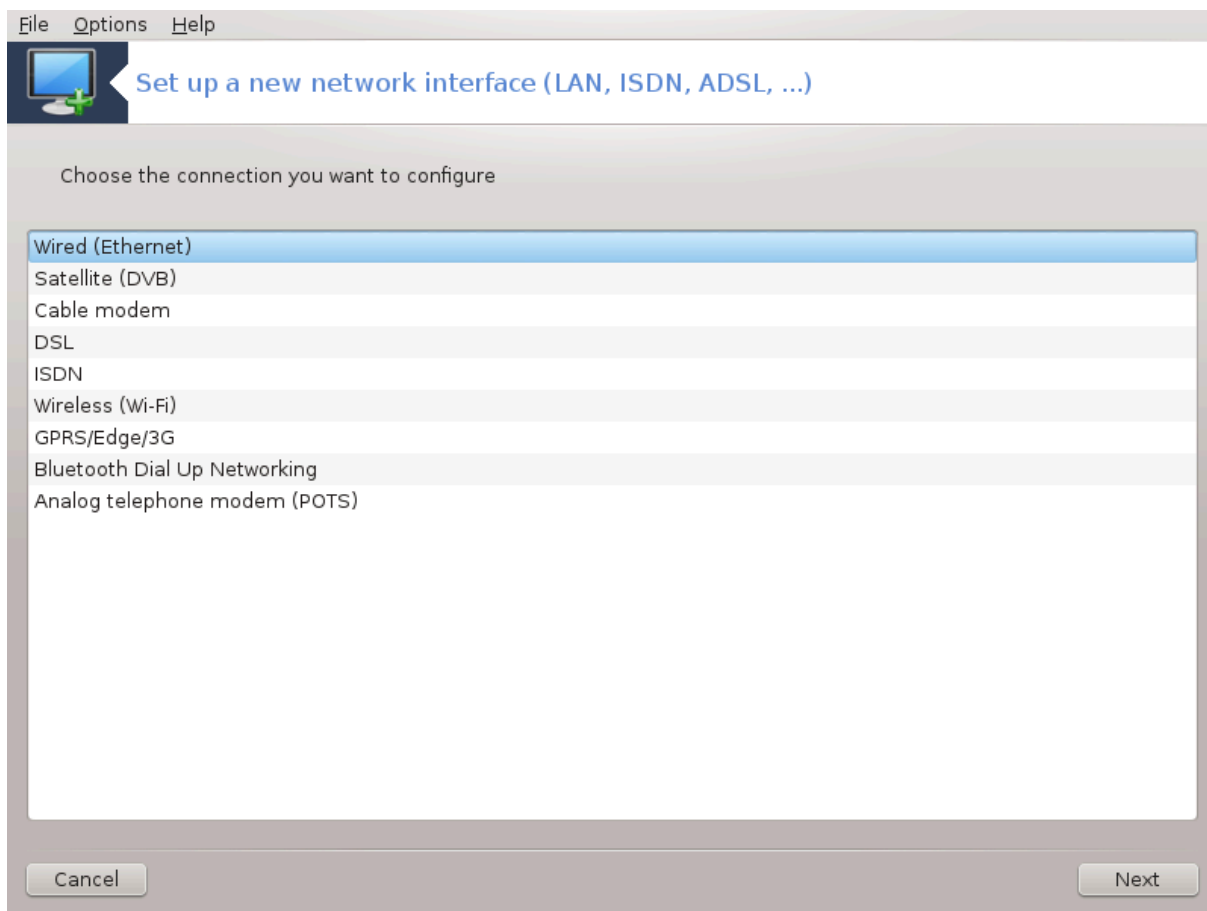 File Options Help
Set up a new network interface (LAN, ISDN, ADSL, ...)
Choose the connection you want to configure
Wired (Ethernet)
Satellite (DVB)
Cable modem
DSL
ISDN
Wireless (Wi-Fi)
GPRS/Edge/3G
Bluetooth Dial Up Networking
Analog telephone modem (POTS)
Cancel Next